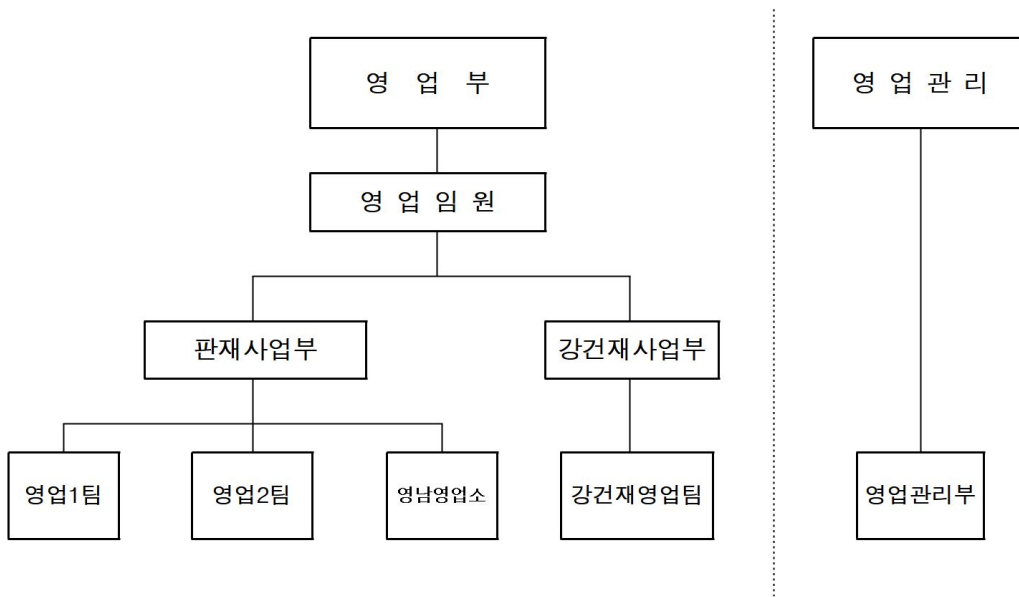 영 업 부
영 업 관 리
영 업 임 원
판재사업부
강건재사업부
영업1팀
영업2팀
영남영업소
강건재영업팀
영업관리부